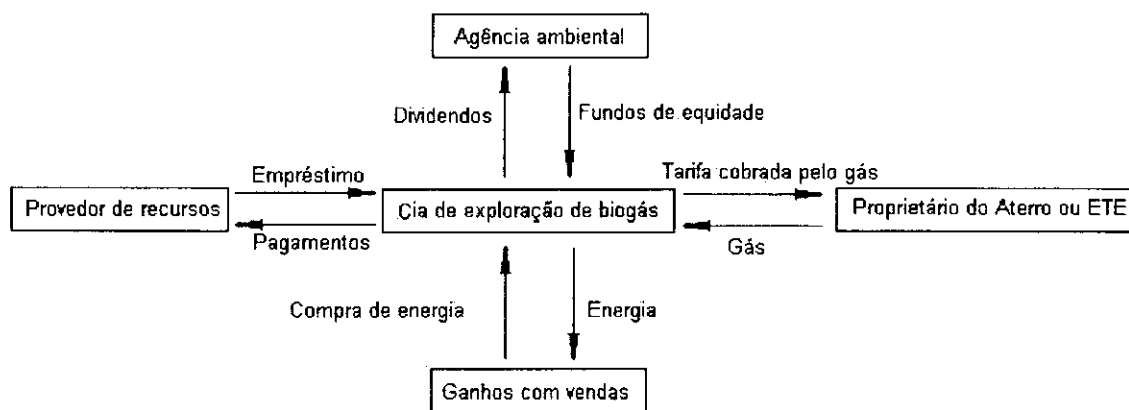 Agência ambiental
Dividendos
Fundos de equidade
Empréstimo
Tarifa cobrada pelo gás
Provedor de recursos
Cia de exploração de biogás
Proprietário do Aterro ou ETE
Pagamentos
Gás
Compra de energia
Energia
Ganhos com vendas